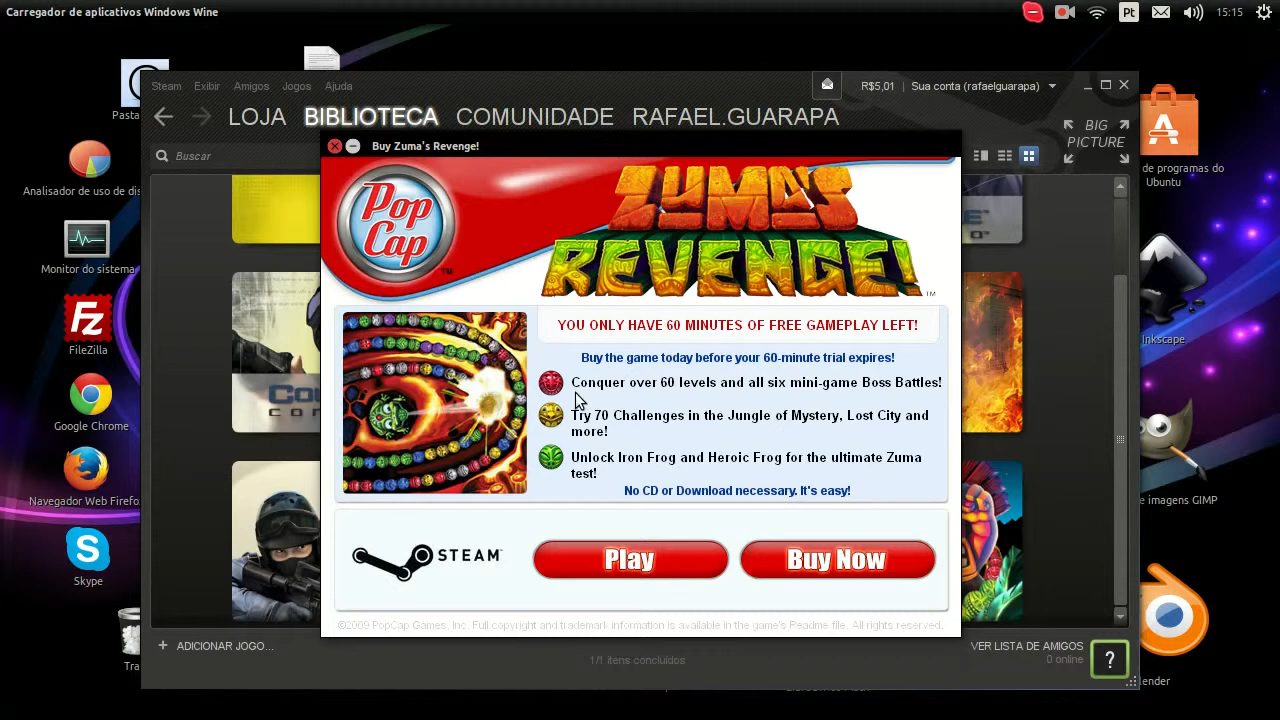 Carregador de aplicativos Windows Wine
Pt
15:15
Steam Exibir Amigos Jogos Ajuda
R$5,01 | Sua conta (rafaelguarapa)
LOJA BIBLIOTECA COMUNIDADE RAFAEL.GUARAPA
BIG
PICTURE
Buscar
Buy Zuma's Revenge!
Pop
Cap
TM
ZUMA'S
REVENGE!
TM
YOU ONLY HAVE 60 MINUTES OF FREE GAMEPLAY LEFT!
Buy the game today before your 60-minute trial expires!
Conquer over 60 levels and all six mini-game Boss Battles!
Try 70 Challenges in the Jungle of Mystery, Lost City and
more!
Unlock Iron Frog and Heroic Frog for the ultimate Zuma
test!
No CD or Download necessary. It's easy!
STEAM
Play
Buy Now
©2009 PopCap Games, Inc. Full copyright and trademark information is available in the game's Readme file. All rights reserved.
+ ADICIONAR JOGO...
1/1 itens concluídos
VER LISTA DE AMIGOS
0 online
?
Pasta
Analisador de uso de dis
Monitor do sistema
Fz
FileZilla
Google Chrome
Navegador Web Firefo
S
Skype
Tra
de programas do
Ubuntu
Inkscape
e imagens GIMP
lender